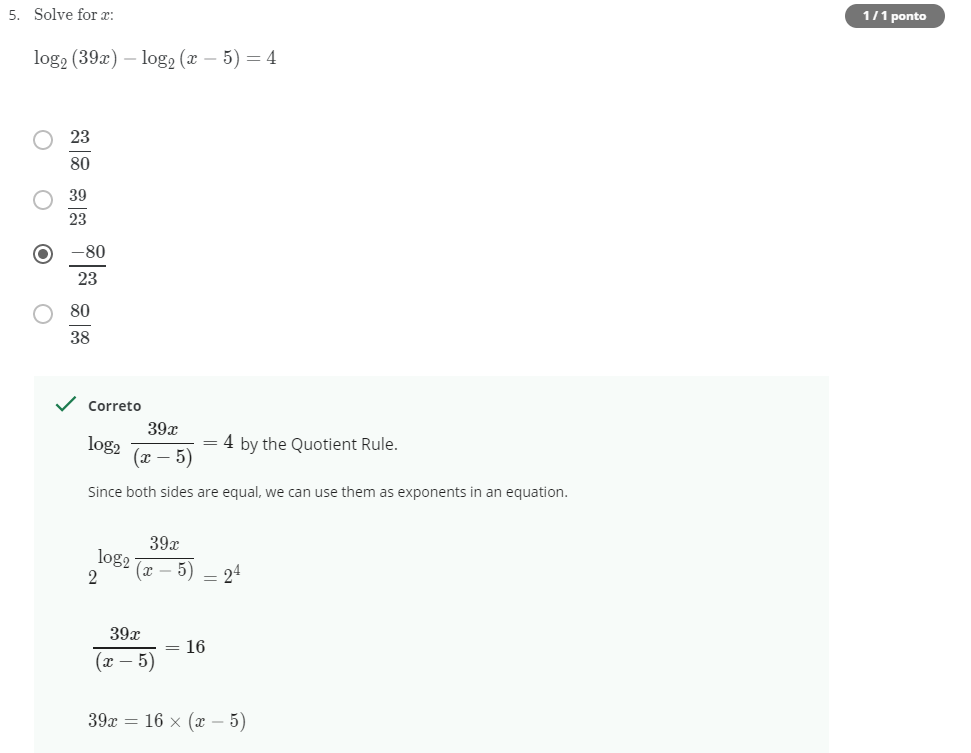 5. Solve for x:
1 / 1 ponto
log₂ (39x) − log₂ (x − 5) = 4
23
80
39
23
−80
23
80
38
Correto
log₂ 39x/(x − 5) = 4 by the Quotient Rule.
Since both sides are equal, we can use them as exponents in an equation.
2^(log₂ 39x/(x − 5)) = 2⁴
39x/(x − 5) = 16
39x = 16 × (x − 5)